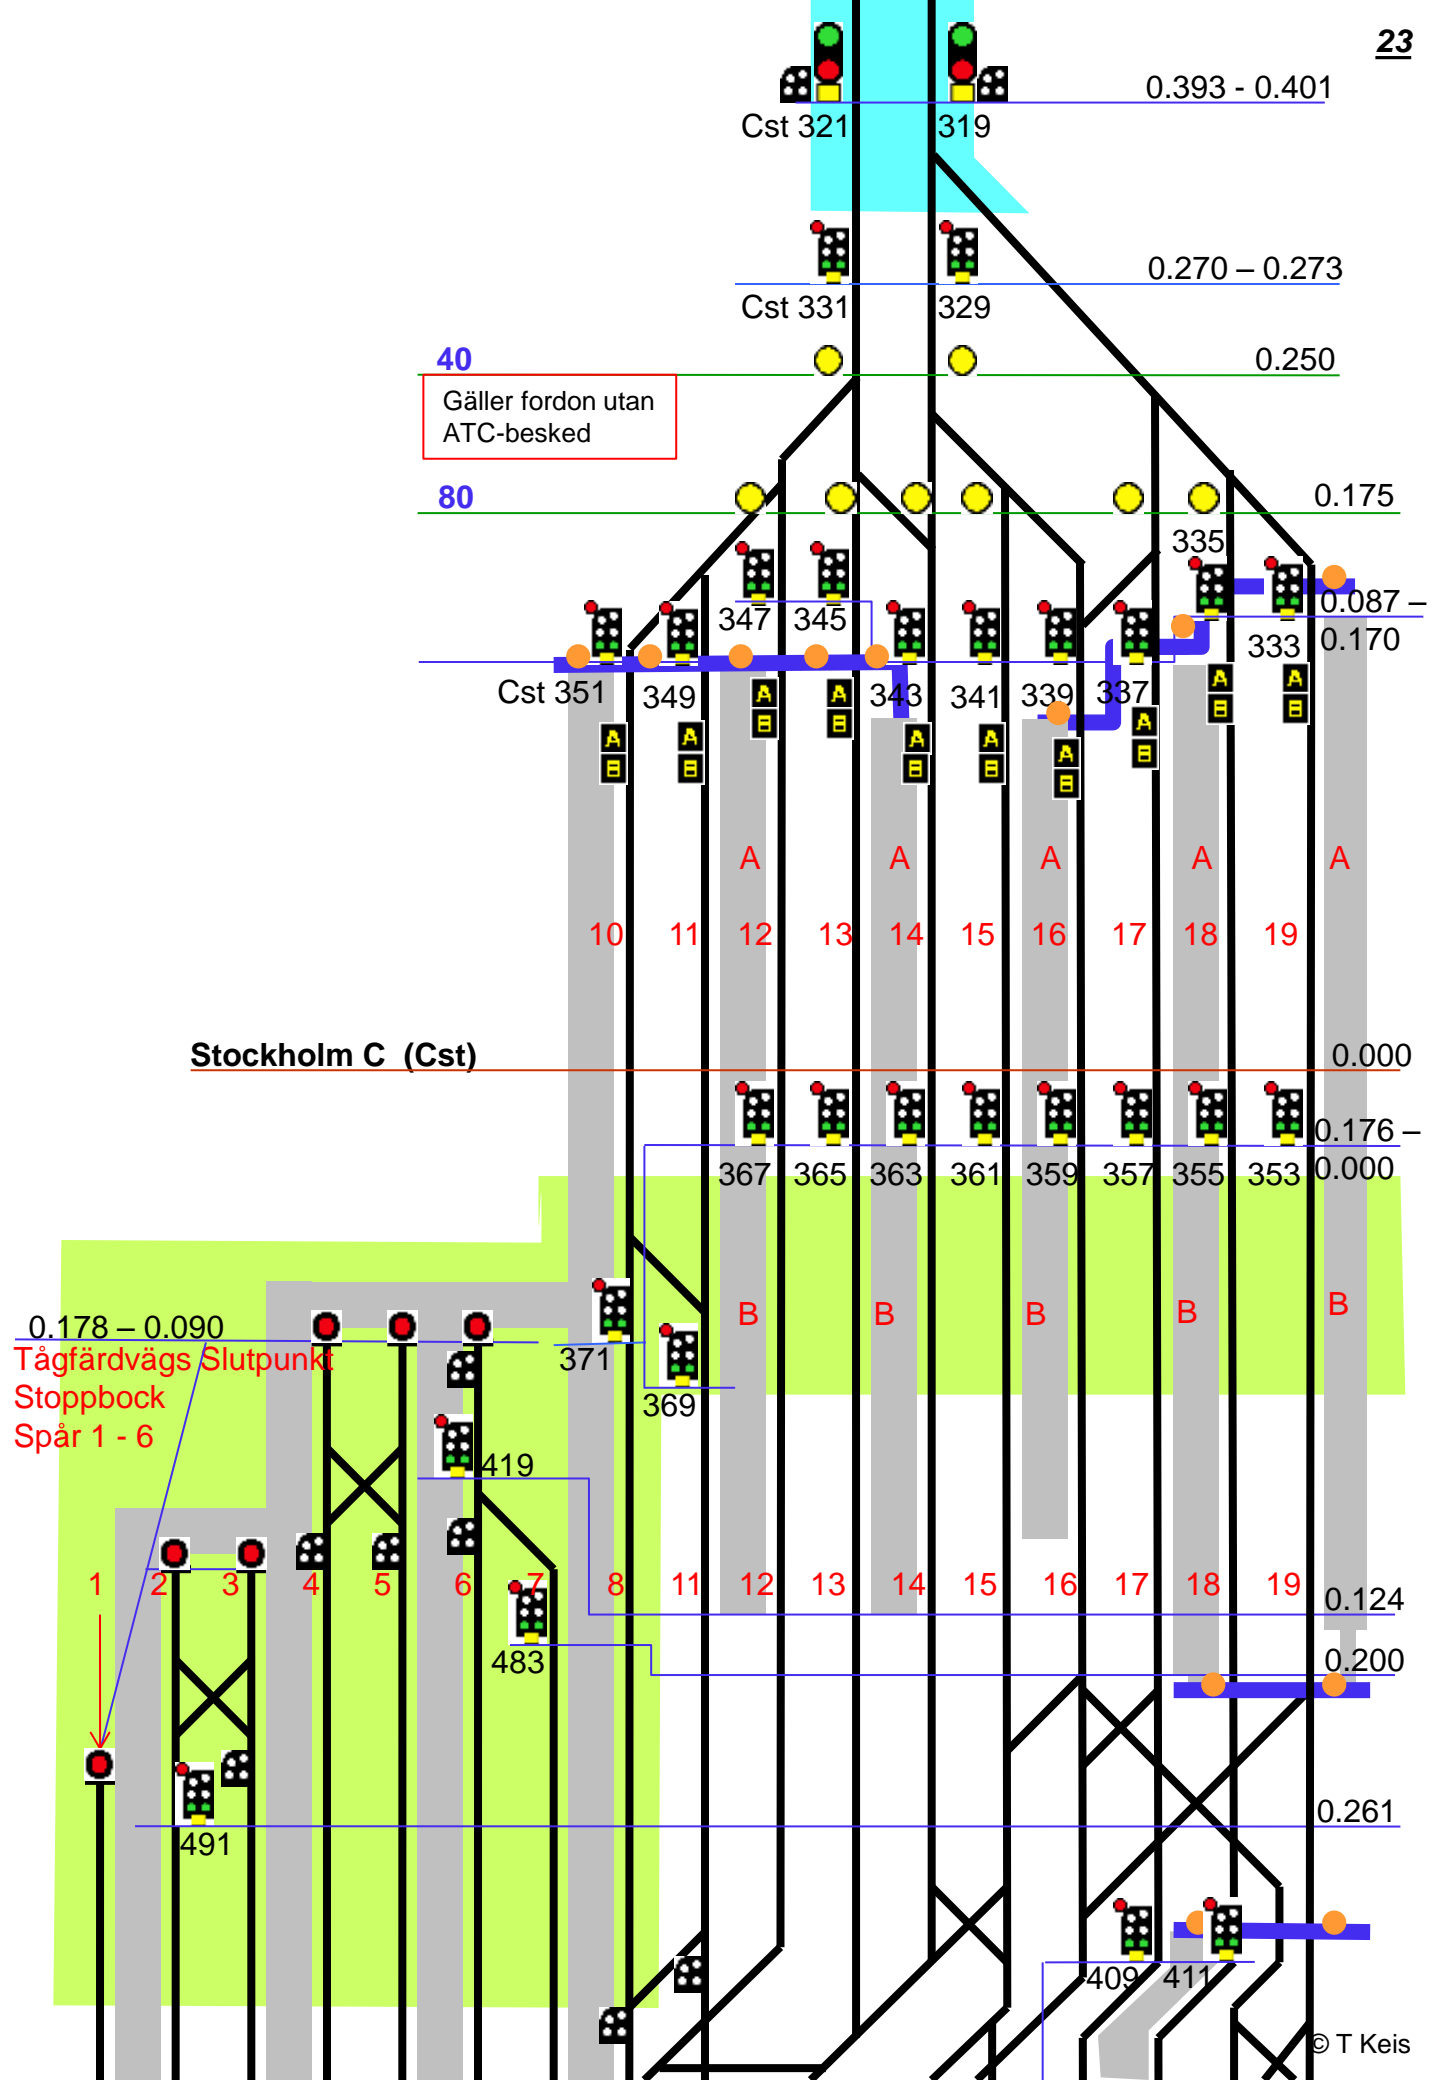 23
0.393 - 0.401
Cst 321
319
0.270 – 0.273
Cst 331
329
40
0.250
Gäller fordon utan
ATC-besked
80
0.175
335
0.087 –
0.170
347
345
333
Cst 351
349
343
341
339
337
A
B
A
B
A
B
A
B
A
B
A
B
A
B
A
B
A
B
A
B
A
A
A
A
A
10
11
12
13
14
15
16
17
18
19
Stockholm C (Cst)
0.000
0.176 –
0.000
367
365
363
361
359
357
355
353
B
B
B
B
B
0.178 – 0.090
Tågfärdvägs Slutpunkt
Stoppbock
Spår 1 - 6
371
369
419
1
2
3
4
5
6
7
8
11
12
13
14
15
16
17
18
19
0.124
483
0.200
0.261
491
409
411
© T Keis